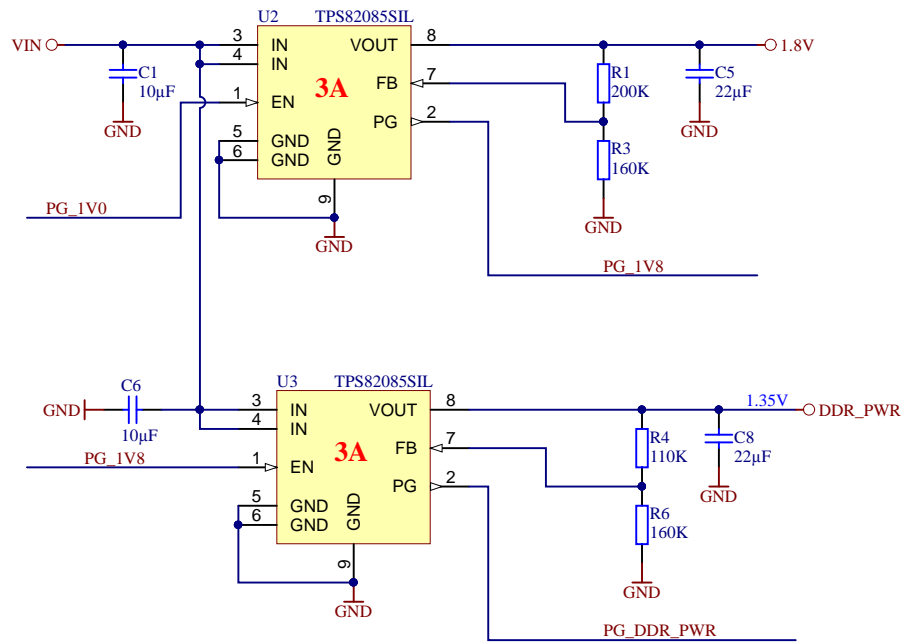 U2 TPS82085SIL
VIN 3 IN VOUT 8 1.8V
4 IN
C1
10µF
3A
FB 7
R1
200K
C5
22µF
1 EN
PG 2
GND
GND
5 GND
6 GND
GND
R3
160K
9
PG_1V0
GND
GND
PG_1V8
U3 TPS82085SIL
C6
GND
10µF
3 IN VOUT 8 1.35V DDR_PWR
4 IN
3A
FB 7
R4
110K
C8
22µF
PG_1V8
1 EN
PG 2
GND
5 GND
6 GND
GND
R6
160K
9
GND
GND
PG_DDR_PWR